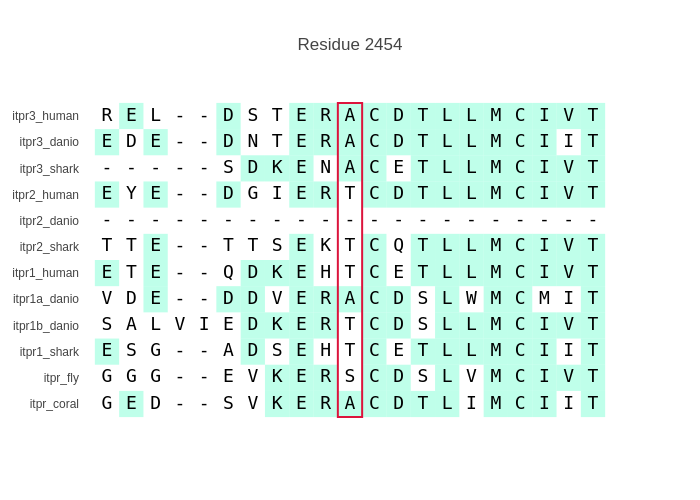 Residue 2454
itpr3_human R E L - - D S T E R A C D T L L M C I V T
itpr3_danio E D E - - D N T E R A C D T L L M C I I T
itpr3_shark - - - - - S D K E N A C E T L L M C I V T
itpr2_human E Y E - - D G I E R T C D T L L M C I V T
itpr2_danio - - - - - - - - - - - - - - - - - - - - -
itpr2_shark T T E - - T T S E K T C Q T L L M C I V T
itpr1_human E T E - - Q D K E H T C E T L L M C I V T
itpr1a_danio V D E - - D D V E R A C D S L W M C M I T
itpr1b_danio S A L V I E D K E R T C D S L L M C I V T
itpr1_shark E S G - - A D S E H T C E T L L M C I I T
itpr_fly G G G - - E V K E R S C D S L V M C I V T
itpr_coral G E D - - S V K E R A C D T L I M C I I T